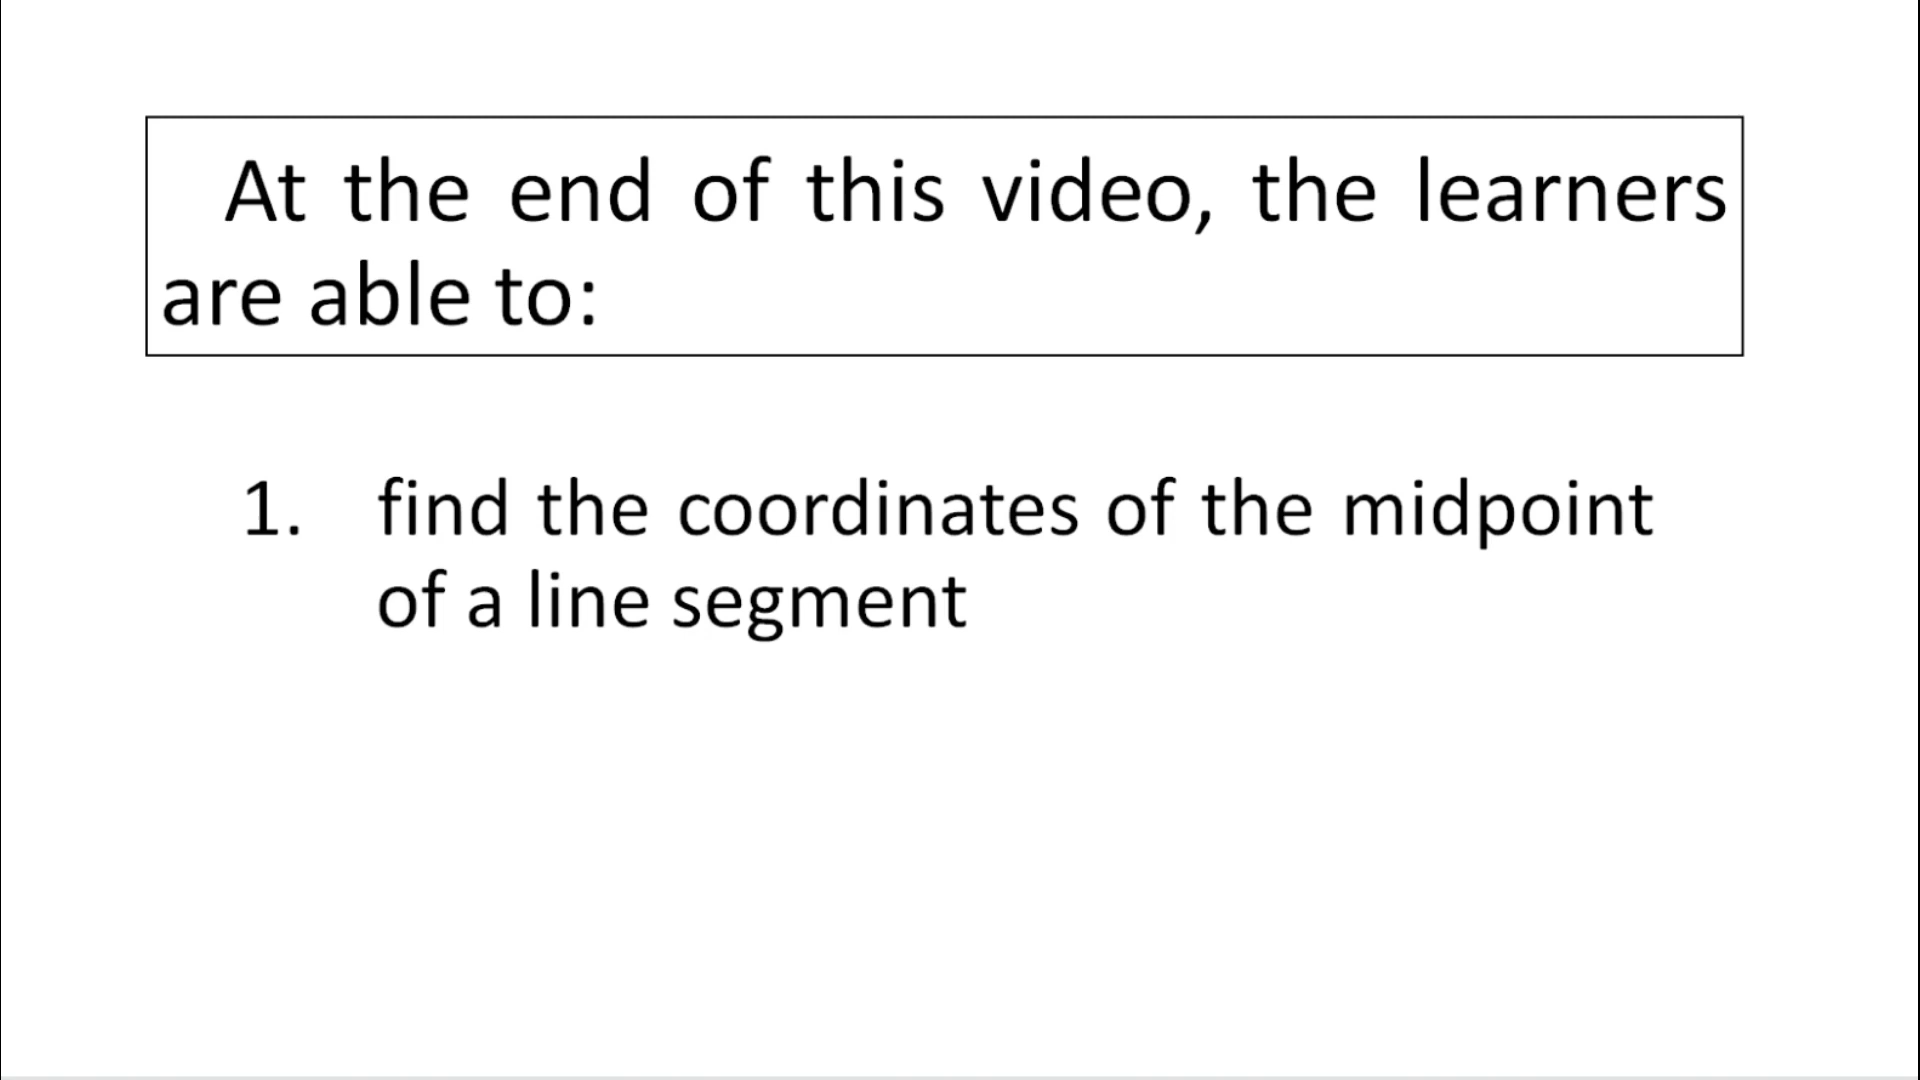 At the end of this video, the learners
are able to:
1. find the coordinates of the midpoint
of a line segment